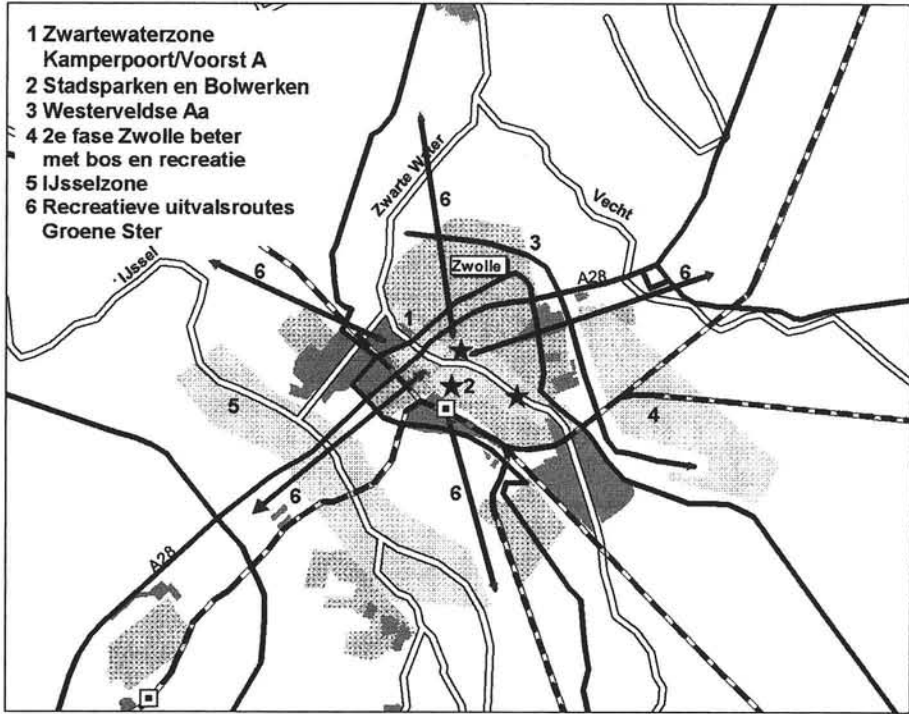 1 Zwartewaterzone
Kamperpoort/Voorst A
2 Stadsparken en Bolwerken
3 Westerveldse Aa
4 2e fase Zwolle beter
met bos en recreatie
5 IJsselzone
6 Recreatieve uitvalsroutes
Groene Ster
Zwarte Water
6
Vecht
3
Zwolle
6
IJssel
A28
6
1
2
5
4
6
6
A28